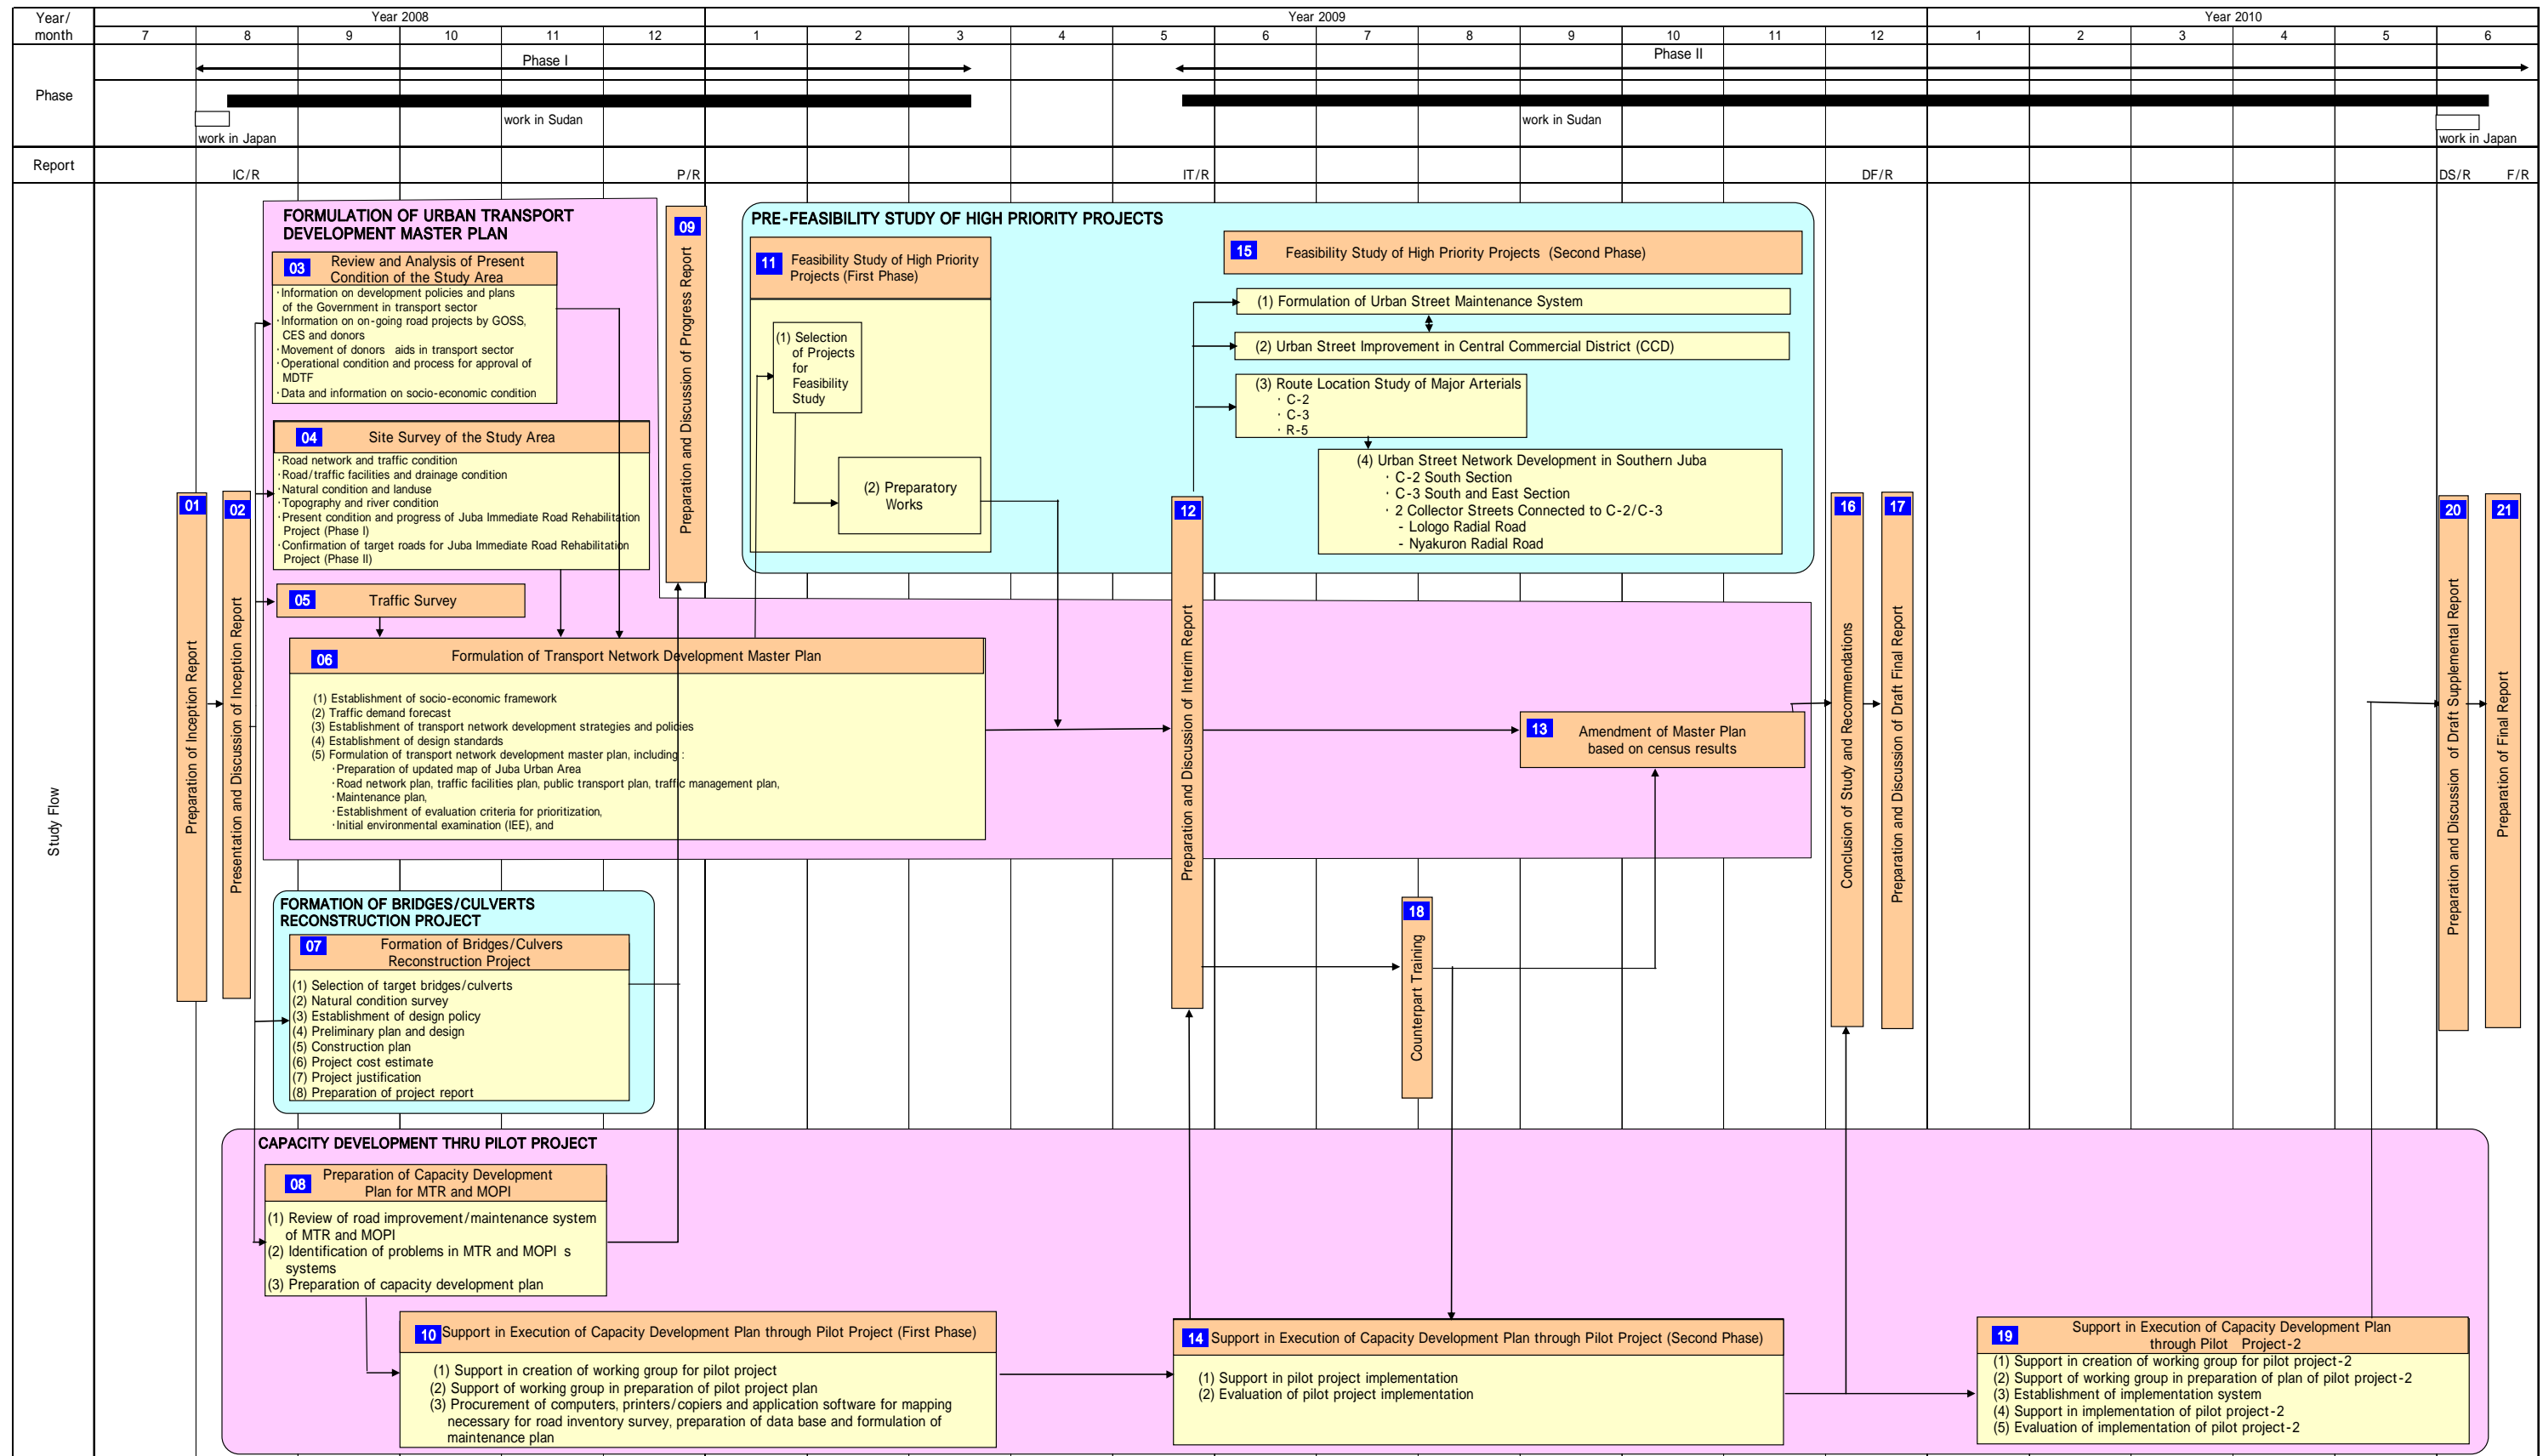 Year/
month
Year 2008
Year 2009
Year 2010
7
8
9
10
11
12
1
2
3
4
5
6
7
8
9
10
11
12
1
2
3
4
5
6
Phase
Phase I
Phase II
work in Sudan
work in Japan
work in Sudan
work in Japan
Report
IC/R
P/R
IT/R
DF/R
DS/R
F/R
Study Flow
01
Preparation of Inception Report
02
Presentation and Discussion of Inception Report
FORMULATION OF URBAN TRANSPORT
DEVELOPMENT MASTER PLAN
03
Review and Analysis of Present
Condition of the Study Area
·Information on development policies and plans
of the Government in transport sector
·Information on on-going road projects by GOSS,
CES and donors
·Movement of donors aids in transport sector
·Operational condition and process for approval of
MDTF
·Data and information on socio-economic condition
04
Site Survey of the Study Area
·Road network and traffic condition
·Road/traffic facilities and drainage condition
·Natural condition and landuse
·Topography and river condition
·Present condition and progress of Juba Immediate Road Rehabilitation
Project (Phase I)
·Confirmation of target roads for Juba Immediate Road Rehabilitation
Project (Phase II)
05
Traffic Survey
06
Formulation of Transport Network Development Master Plan
(1) Establishment of socio-economic framework
(2) Traffic demand forecast
(3) Establishment of transport network development strategies and policies
(4) Establishment of design standards
(5) Formulation of transport network development master plan, including :
·Preparation of updated map of Juba Urban Area
·Road network plan, traffic facilities plan, public transport plan, traffic management plan,
·Maintenance plan,
·Establishment of evaluation criteria for prioritization,
·Initial environmental examination (IEE), and
09
Preparation and Discussion of Progress Report
PRE-FEASIBILITY STUDY OF HIGH PRIORITY PROJECTS
11
Feasibility Study of High Priority
Projects (First Phase)
(1) Selection
of Projects
for
Feasibility
Study
(2) Preparatory
Works
12
Preparation and Discussion of Interim Report
15
Feasibility Study of High Priority Projects (Second Phase)
(1) Formulation of Urban Street Maintenance System
(2) Urban Street Improvement in Central Commercial District (CCD)
(3) Route Location Study of Major Arterials
· C-2
· C-3
· R-5
(4) Urban Street Network Development in Southern Juba
· C-2 South Section
· C-3 South and East Section
· 2 Collector Streets Connected to C-2/C-3
- Lologo Radial Road
- Nyakuron Radial Road
13
Amendment of Master Plan
based on census results
16
Conclusion of Study and Recommendations
17
Preparation and Discussion of Draft Final Report
20
Preparation and Discussion of Draft Supplemental Report
21
Preparation of Final Report
FORMATION OF BRIDGES/CULVERTS
RECONSTRUCTION PROJECT
07
Formation of Bridges/Culvers
Reconstruction Project
(1) Selection of target bridges/culverts
(2) Natural condition survey
(3) Establishment of design policy
(4) Preliminary plan and design
(5) Construction plan
(6) Project cost estimate
(7) Project justification
(8) Preparation of project report
18
Counterpart Training
CAPACITY DEVELOPMENT THRU PILOT PROJECT
08
Preparation of Capacity Development
Plan for MTR and MOPI
(1) Review of road improvement/maintenance system
of MTR and MOPI
(2) Identification of problems in MTR and MOPI s
systems
(3) Preparation of capacity development plan
10
Support in Execution of Capacity Development Plan through Pilot Project (First Phase)
(1) Support in creation of working group for pilot project
(2) Support of working group in preparation of pilot project plan
(3) Procurement of computers, printers/copiers and application software for mapping
necessary for road inventory survey, preparation of data base and formulation of
maintenance plan
14
Support in Execution of Capacity Development Plan through Pilot Project (Second Phase)
(1) Support in pilot project implementation
(2) Evaluation of pilot project implementation
19
Support in Execution of Capacity Development Plan
through Pilot Project-2
(1) Support in creation of working group for pilot project-2
(2) Support of working group in preparation of plan of pilot project-2
(3) Establishment of implementation system
(4) Support in implementation of pilot project-2
(5) Evaluation of implementation of pilot project-2